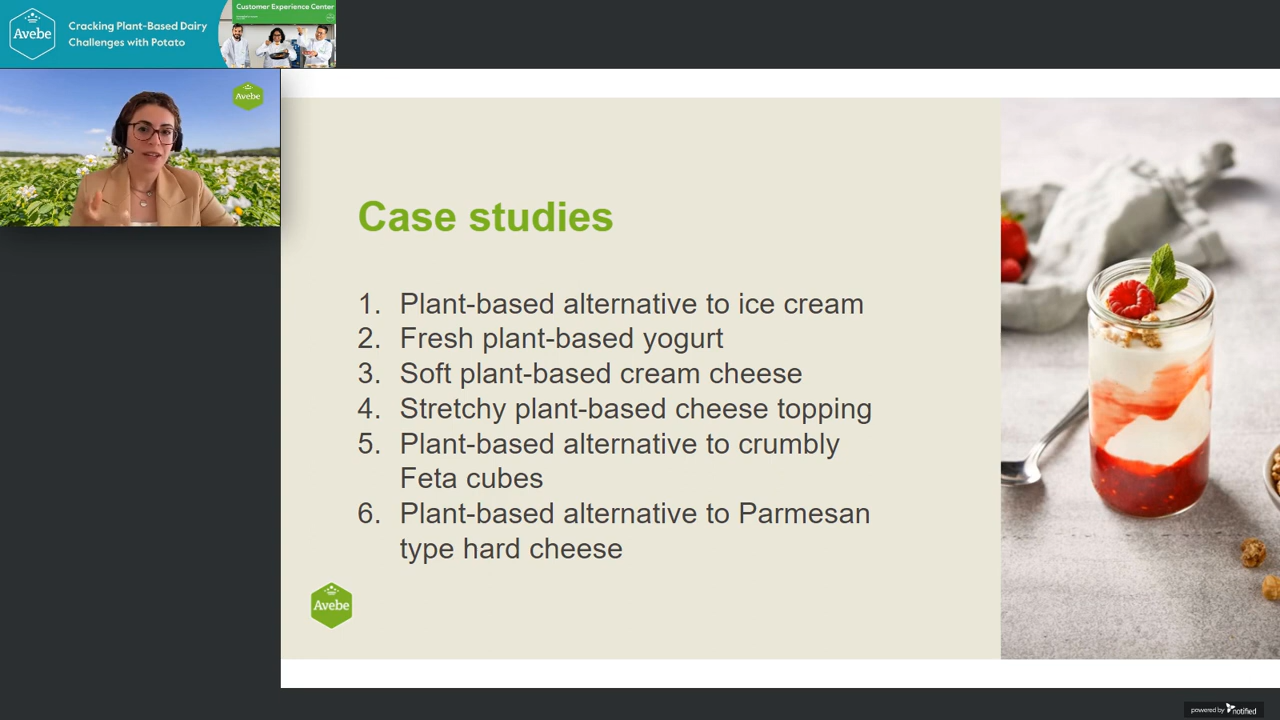 Avebe
Cracking Plant-Based Dairy
Challenges with Potato
Customer Experience Center
Avebe
Case studies
1. Plant-based alternative to ice cream
2. Fresh plant-based yogurt
3. Soft plant-based cream cheese
4. Stretchy plant-based cheese topping
5. Plant-based alternative to crumbly
Feta cubes
6. Plant-based alternative to Parmesan
type hard cheese
Avebe
powered by notified